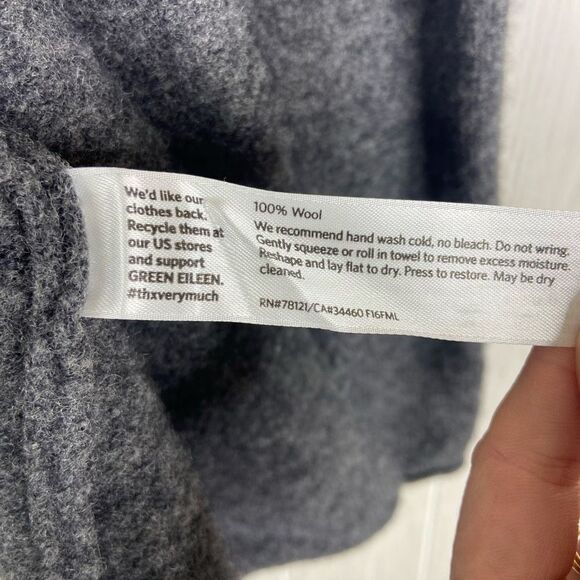 We'd like our
clothes back.
Recycle them at
our US stores
and support
GREEN EILEEN.
#thxverymuch
100% Wool
We recommend hand wash cold, no bleach. Do not wring.
Gently squeeze or roll in towel to remove excess moisture.
Reshape and lay flat to dry. Press to restore. May be dry
cleaned.
RN#78121/CA#34460 F16FML